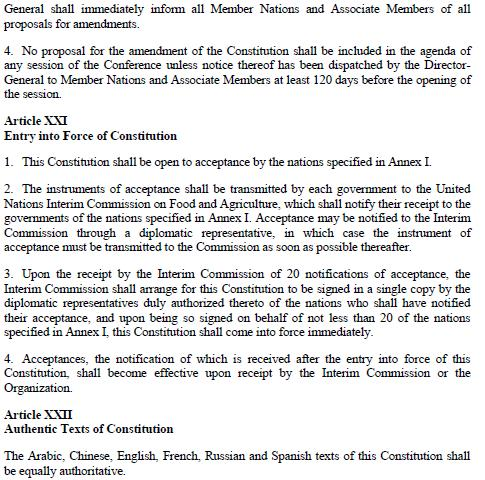 General shall immediately inform all Member Nations and Associate Members of all
proposals for amendments.
4. No proposal for the amendment of the Constitution shall be included in the agenda of
any session of the Conference unless notice thereof has been dispatched by the Director-
General to Member Nations and Associate Members at least 120 days before the opening of
the session.
Article XXI
Entry into Force of Constitution
1. This Constitution shall be open to acceptance by the nations specified in Annex I.
2. The instruments of acceptance shall be transmitted by each government to the United
Nations Interim Commission on Food and Agriculture, which shall notify their receipt to the
governments of the nations specified in Annex I. Acceptance may be notified to the Interim
Commission through a diplomatic representative, in which case the instrument of
acceptance must be transmitted to the Commission as soon as possible thereafter.
3. Upon the receipt by the Interim Commission of 20 notifications of acceptance, the
Interim Commission shall arrange for this Constitution to be signed in a single copy by the
diplomatic representatives duly authorized thereto of the nations who shall have notified
their acceptance, and upon being so signed on behalf of not less than 20 of the nations
specified in Annex I, this Constitution shall come into force immediately.
4. Acceptances, the notification of which is received after the entry into force of this
Constitution, shall become effective upon receipt by the Interim Commission or the
Organization.
Article XXII
Authentic Texts of Constitution
The Arabic, Chinese, English, French, Russian and Spanish texts of this Constitution shall
be equally authoritative.